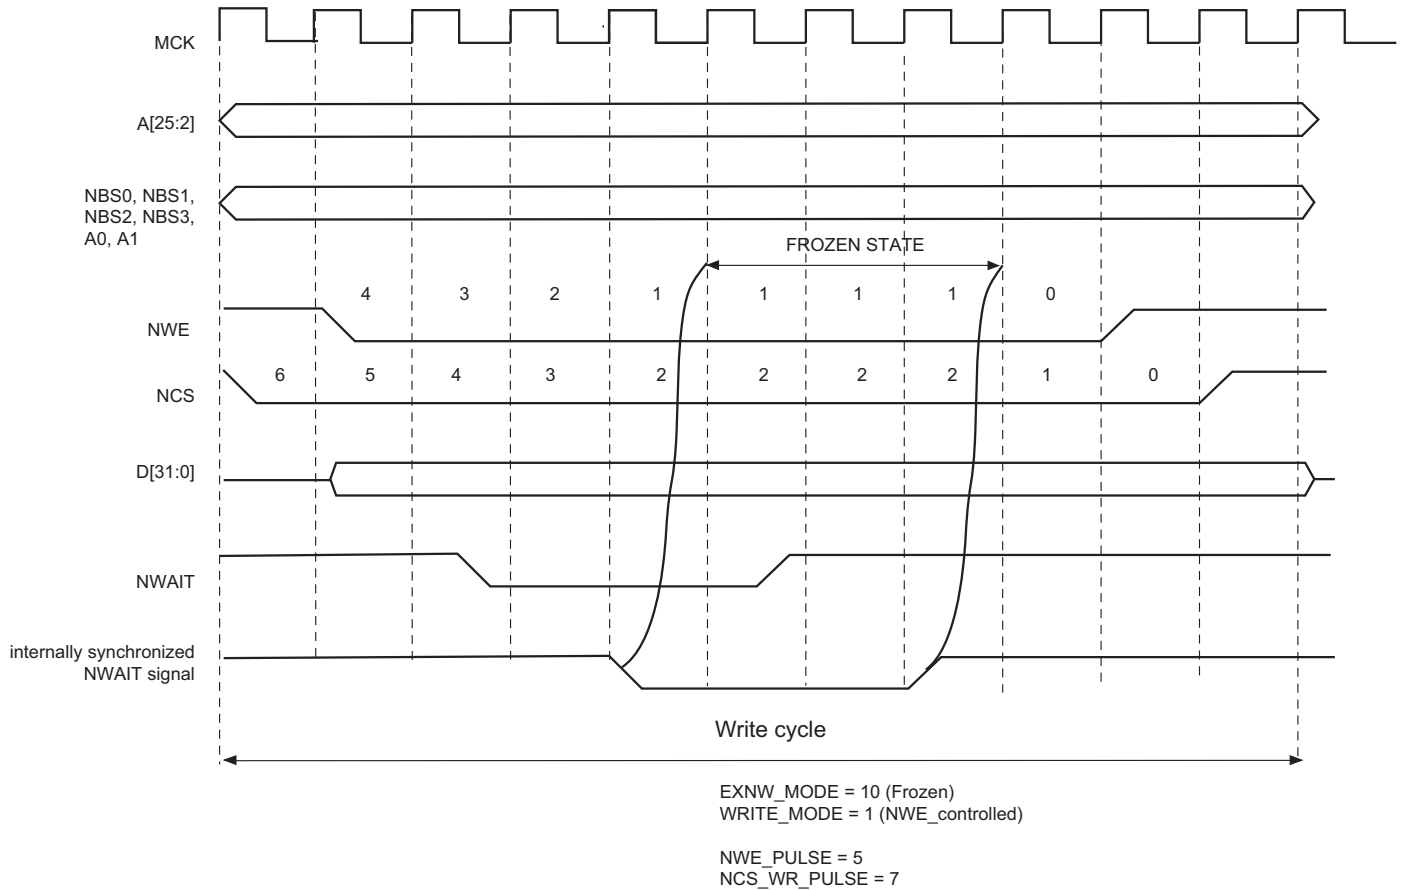 MCK
A[25:2]
NBS0, NBS1,
NBS2, NBS3,
A0, A1
FROZEN STATE
4 3 2 1 1 1 1 0
NWE
6 5 4 3 2 2 2 2 1 0
NCS
D[31:0]
NWAIT
internally synchronized
NWAIT signal
Write cycle
EXNW_MODE = 10 (Frozen)
WRITE_MODE = 1 (NWE_controlled)
NWE_PULSE = 5
NCS_WR_PULSE = 7